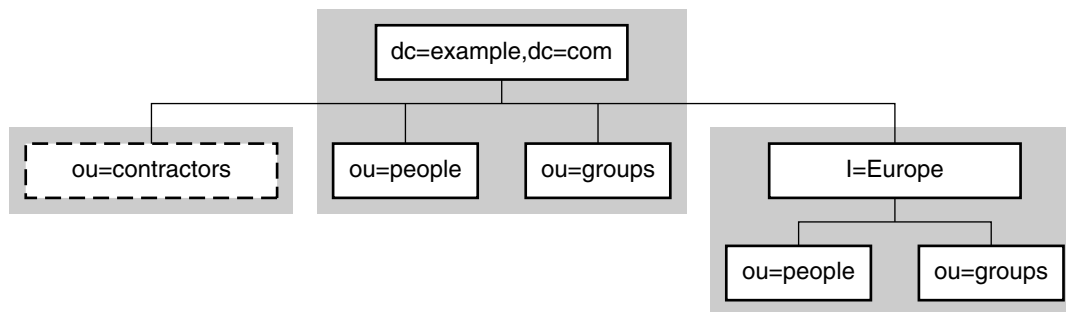 dc=example,dc=com
ou=contractors
ou=people
ou=groups
l=Europe
ou=people
ou=groups